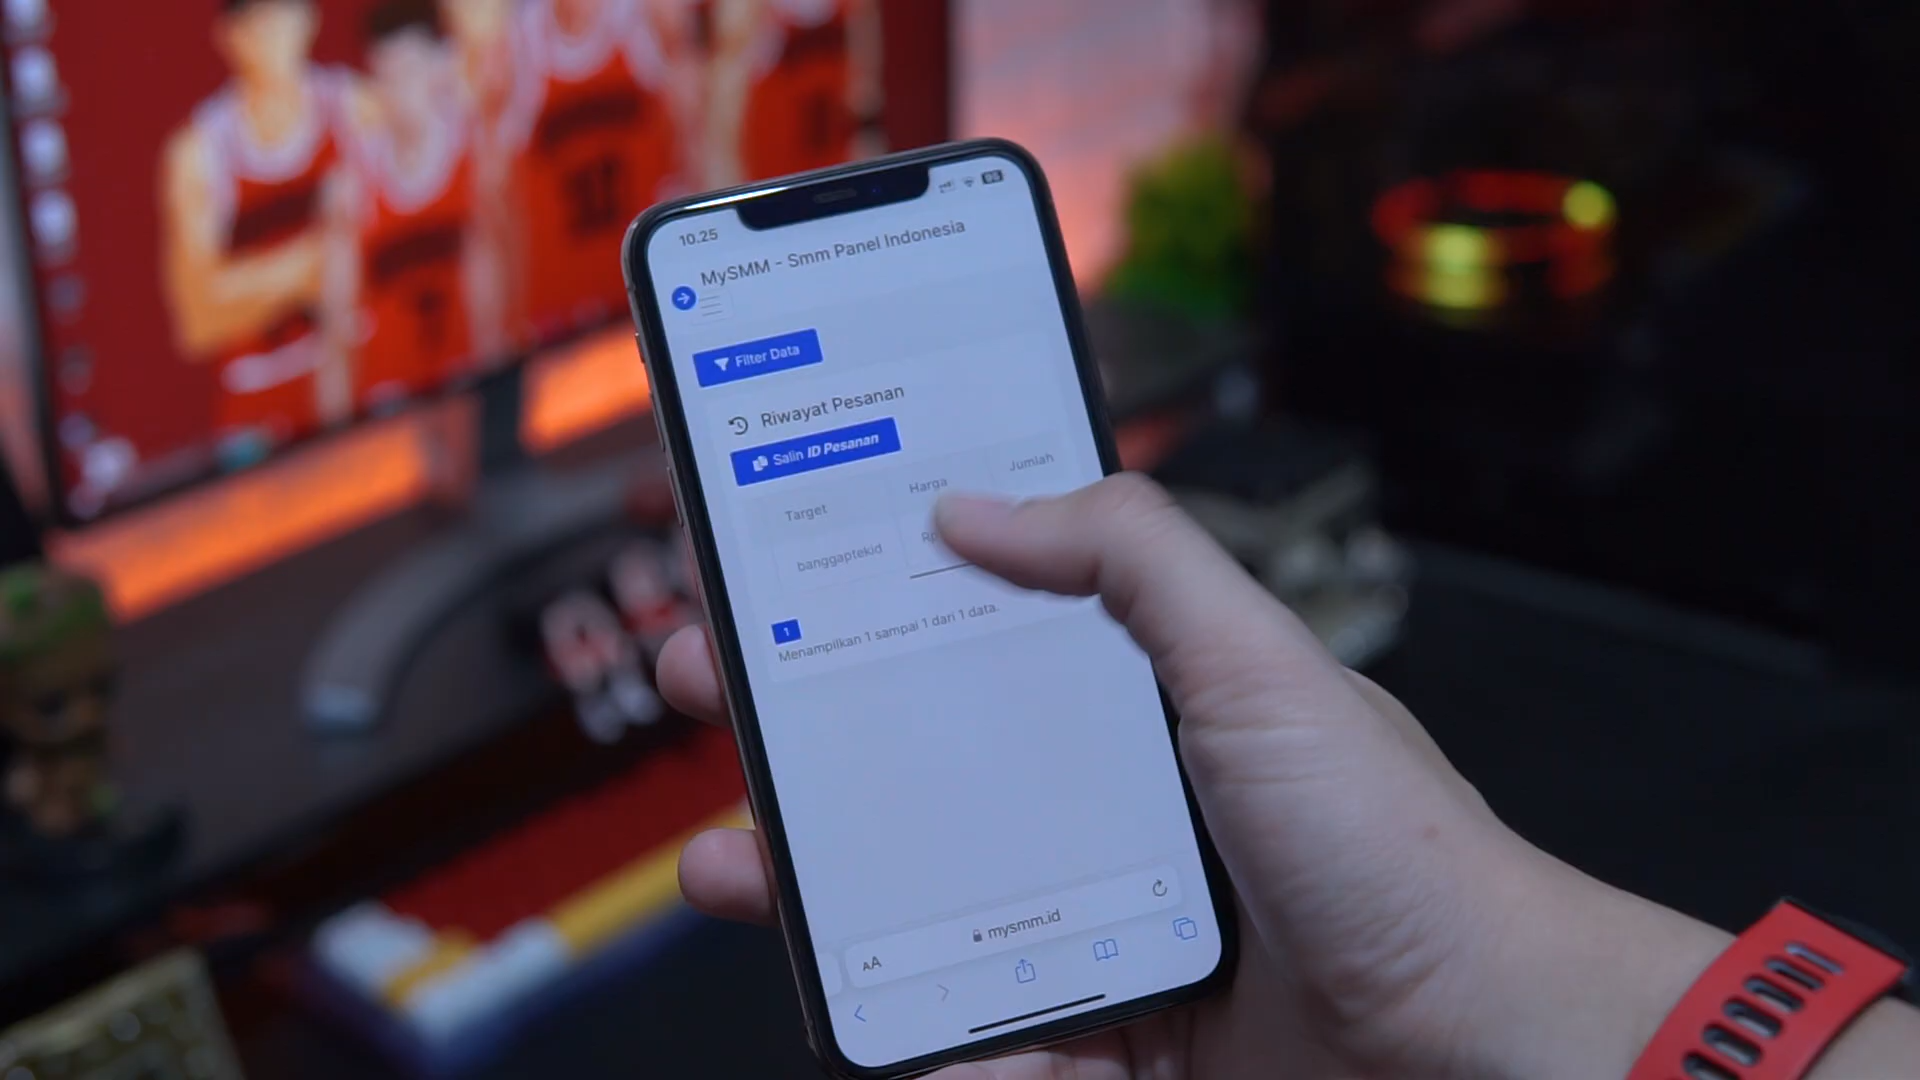 10.25
95
MySMM - Smm Panel Indonesia
Filter Data
Riwayat Pesanan
Salin ID Pesanan
Target Harga Jumlah
banggaptekid
1
Menampilkan 1 sampai 1 dari 1 data.
AA mysmm.id